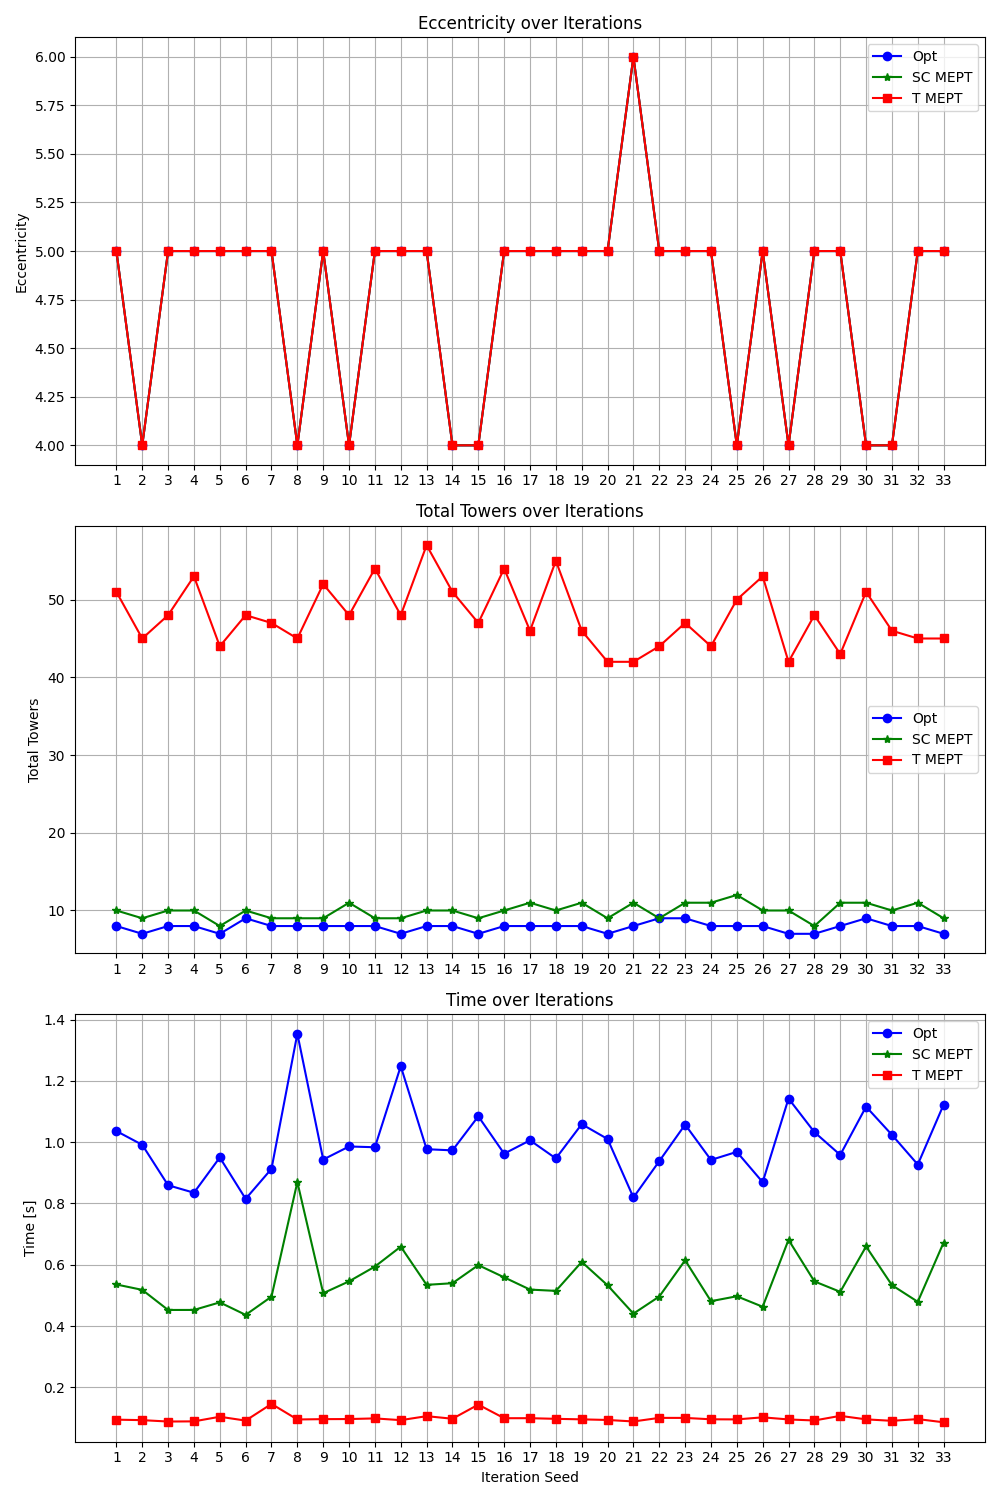 Eccentricity over Iterations
6.00
5.75
5.50
5.25
5.00
4.75
4.50
4.25
4.00
Eccentricity
Opt
SC MEPT
T MEPT
1 2 3 4 5 6 7 8 9 10 11 12 13 14 15 16 17 18 19 20 21 22 23 24 25 26 27 28 29 30 31 32 33
Total Towers over Iterations
50
40
30
20
10
Total Towers
Opt
SC MEPT
T MEPT
1 2 3 4 5 6 7 8 9 10 11 12 13 14 15 16 17 18 19 20 21 22 23 24 25 26 27 28 29 30 31 32 33
Time over Iterations
1.4
1.2
1.0
0.8
0.6
0.4
0.2
Time [s]
Opt
SC MEPT
T MEPT
1 2 3 4 5 6 7 8 9 10 11 12 13 14 15 16 17 18 19 20 21 22 23 24 25 26 27 28 29 30 31 32 33
Iteration Seed